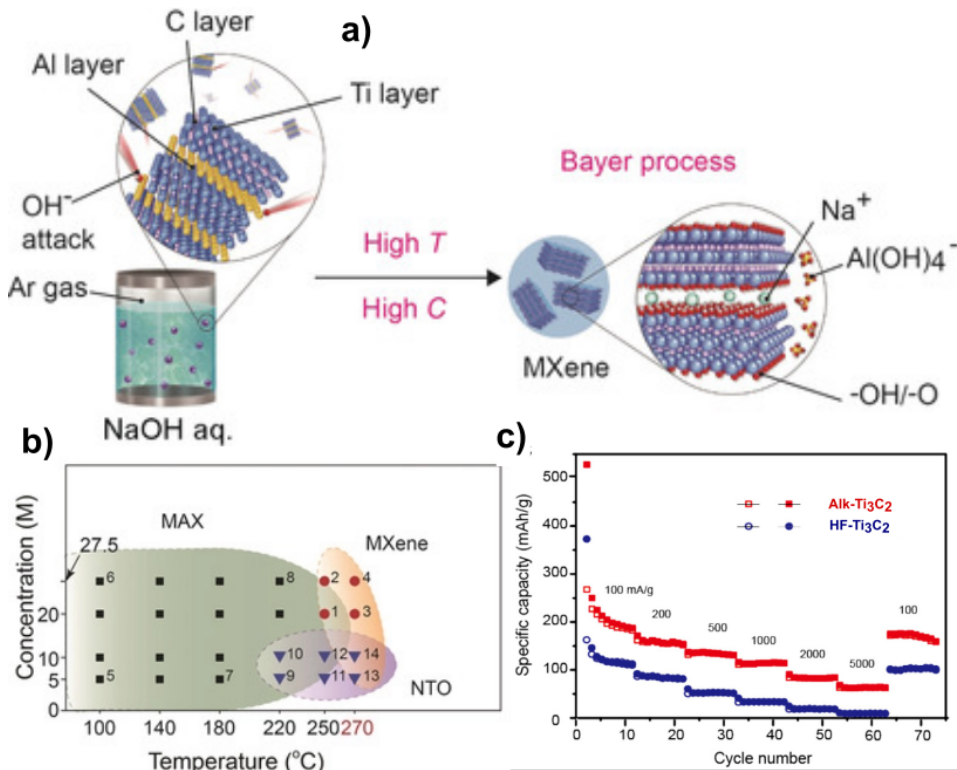 a)
C layer
Al layer
Ti layer
OH⁻
attack
Ar gas
NaOH aq.
High T
High C
Bayer process
Na⁺
Al(OH)₄⁻
MXene
-OH/-O
b)
Concentration (M)
27.5
20
10
5
0
MAX
MXene
NTO
6
8
2
4
1
3
10
12
14
5
7
9
11
13
100
140
180
220
250
270
Temperature (°C)
c)
Specific capacity (mAh/g)
500
400
300
200
100
0
Alk-Ti₃C₂
HF-Ti₃C₂
100 mA/g
200
500
1000
2000
5000
100
0
10
20
30
40
50
60
70
Cycle number